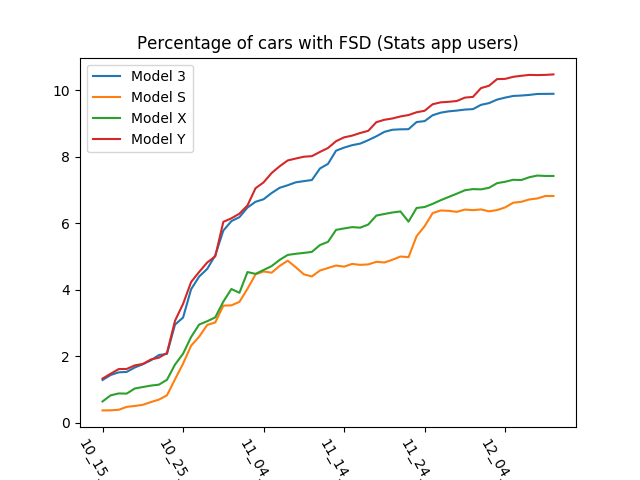 Percentage of cars with FSD (Stats app users)
Model 3
Model S
Model X
Model Y
10
8
6
4
2
0
10_15
10_25
11_04
11_14
11_24
12_04